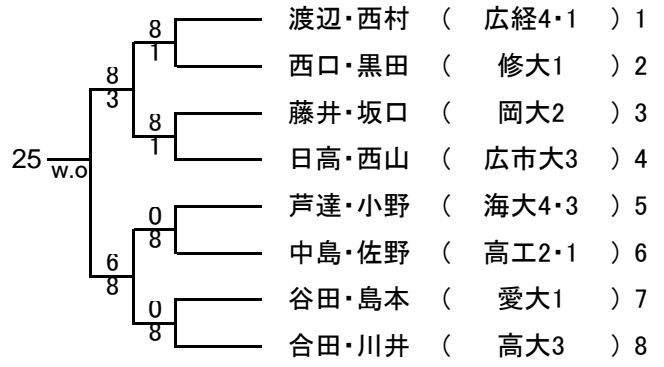 渡辺・西村 ( 広経4・1 ) 1
8
1
西口・黒田 ( 修大1 ) 2
8
3
藤井・坂口 ( 岡大2 ) 3
8
1
日高・西山 ( 広市大3 ) 4
25 w.o
芦達・小野 ( 海大4・3 ) 5
0
8
中島・佐野 ( 高工2・1 ) 6
6
8
谷田・島本 ( 愛大1 ) 7
0
8
合田・川井 ( 高大3 ) 8